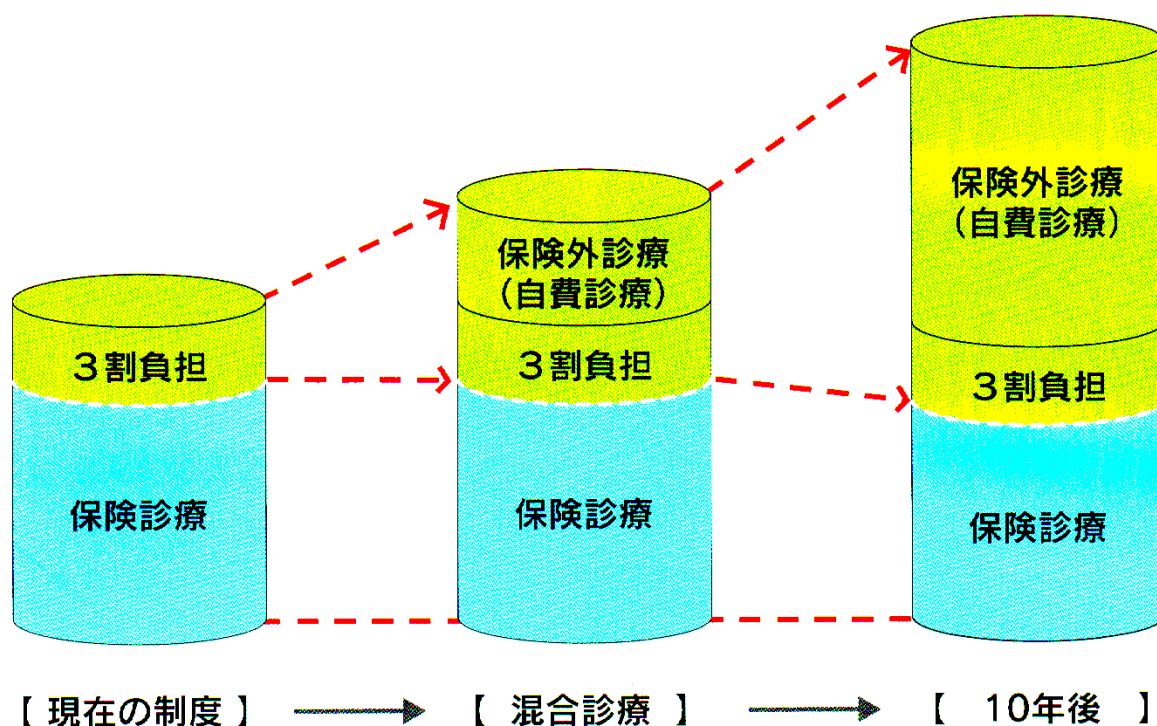 ３割負担
保険診療
保険外診療
（自費診療）
３割負担
保険診療
保険外診療
（自費診療）
３割負担
保険診療
【 現在の制度 】
【 混合診療 】
【 10年後 】